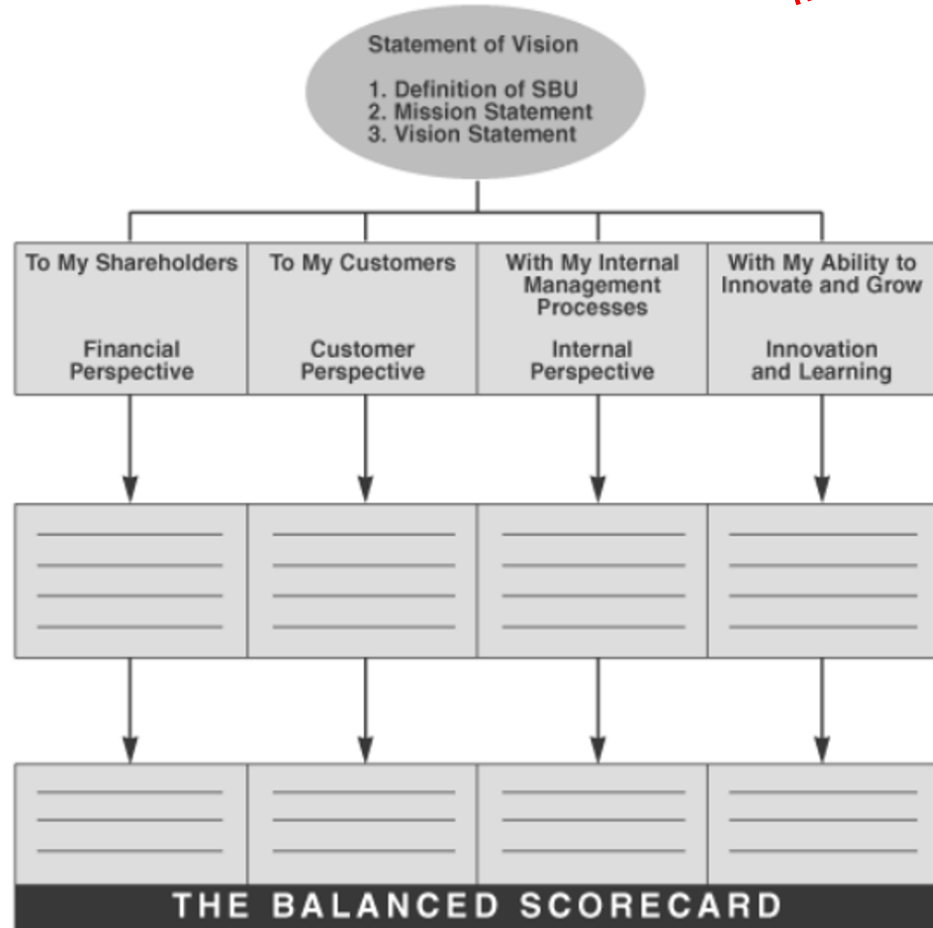 Statement of Vision
1. Definition of SBU
2. Mission Statement
3. Vision Statement
To My Shareholders
Financial
Perspective
To My Customers
Customer
Perspective
With My Internal
Management
Processes
Internal
Perspective
With My Ability to
Innovate and Grow
Innovation
and Learning
THE BALANCED SCORECARD